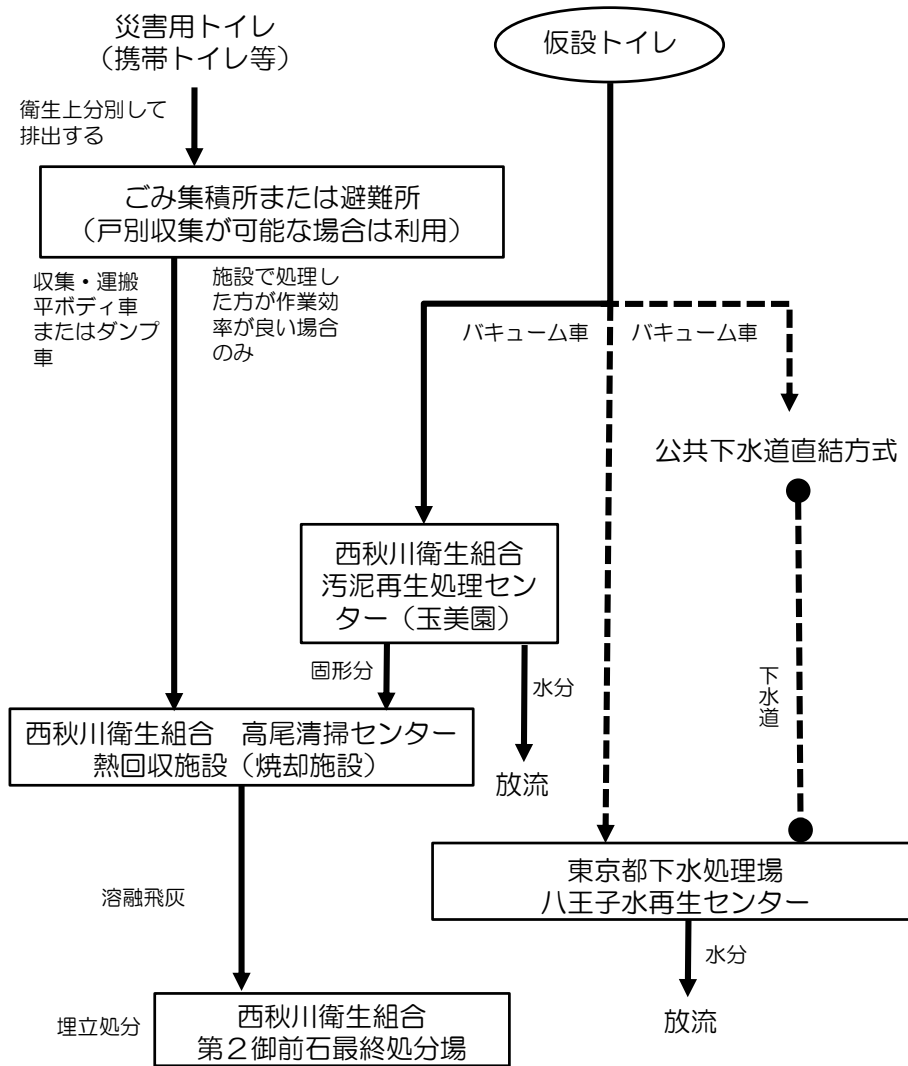 災害用トイレ
（携帯トイレ等）
仮設トイレ
衛生上分別して
排出する
ごみ集積所または避難所
（戸別収集が可能な場合は利用）
収集・運搬
平ボディ車
またはダンプ
車
施設で処理し
た方が作業効
率が良い場合
のみ
バキューム車
バキューム車
公共下水道直結方式
西秋川衛生組合
汚泥再生処理セン
ター（玉美園）
固形分
水分
下水道
西秋川衛生組合　高尾清掃センター
熱回収施設（焼却施設）
放流
東京都下水処理場
八王子水再生センター
溶融飛灰
水分
埋立処分
西秋川衛生組合
第２御前石最終処分場
放流